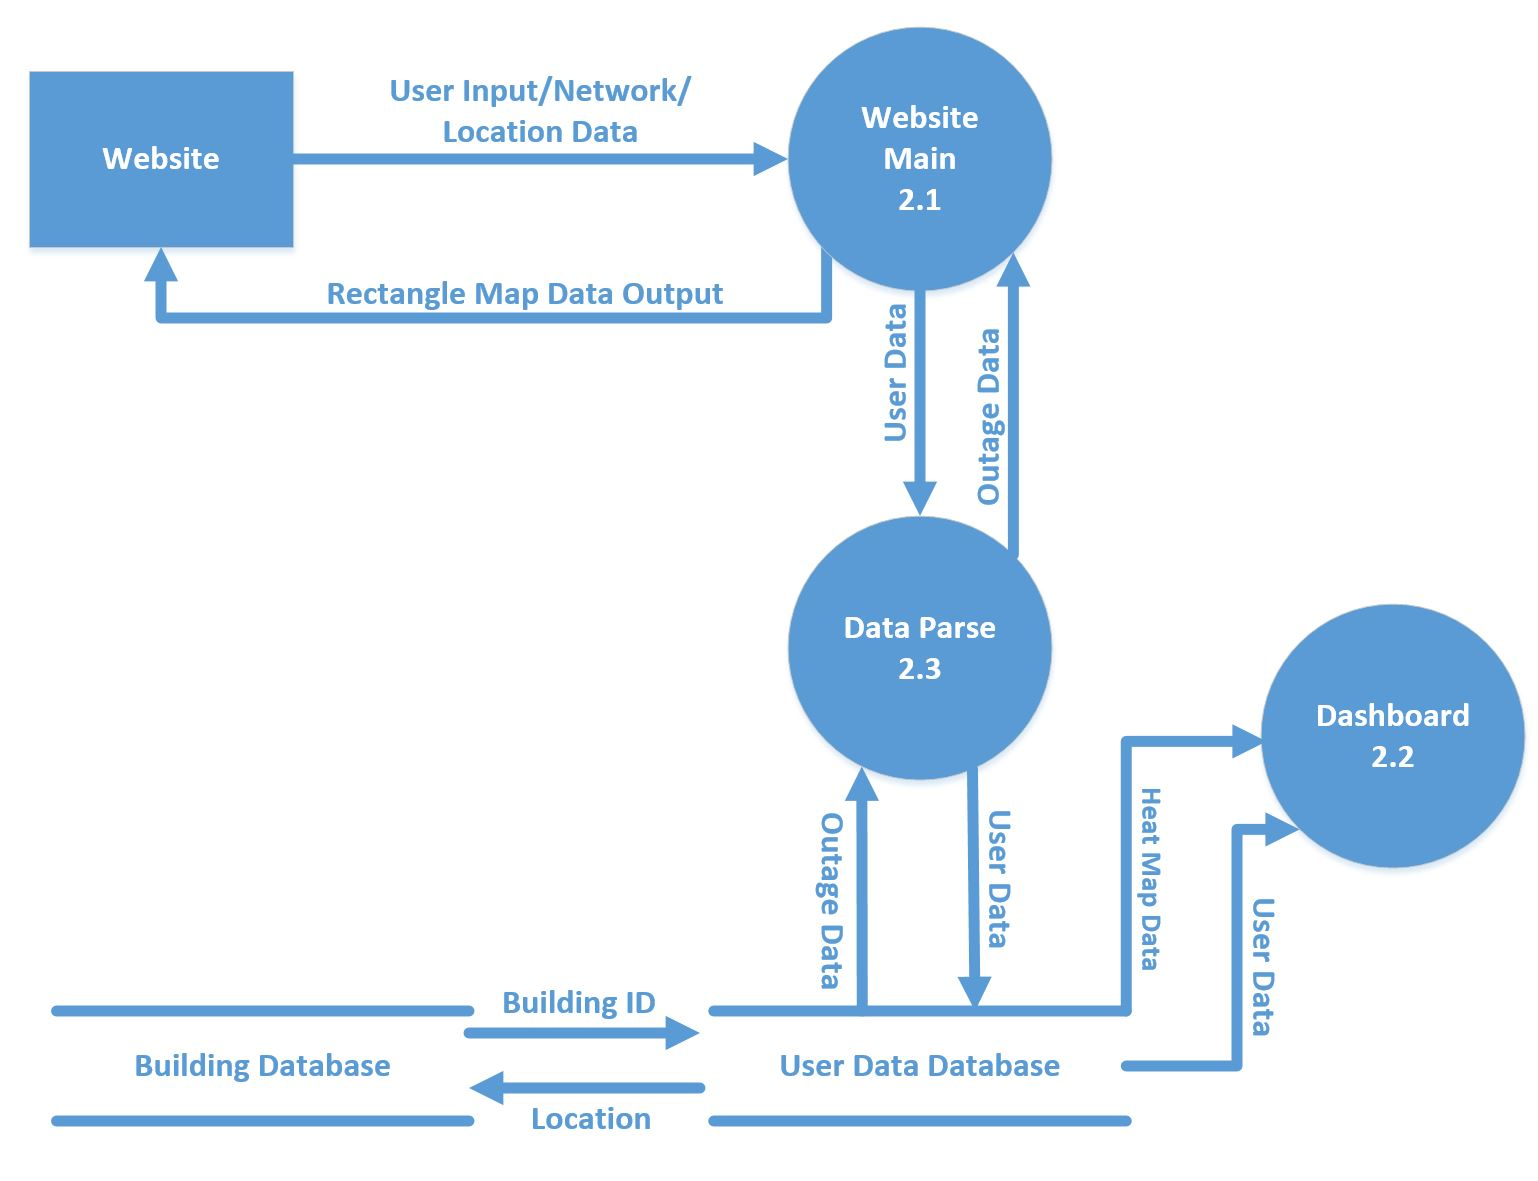 Website
User Input/Network/
Location Data
Website
Main
2.1
Rectangle Map Data Output
User Data
Outage Data
Data Parse
2.3
Dashboard
2.2
Outage Data
User Data
Heat Map Data
User Data
Building ID
Building Database
User Data Database
Location